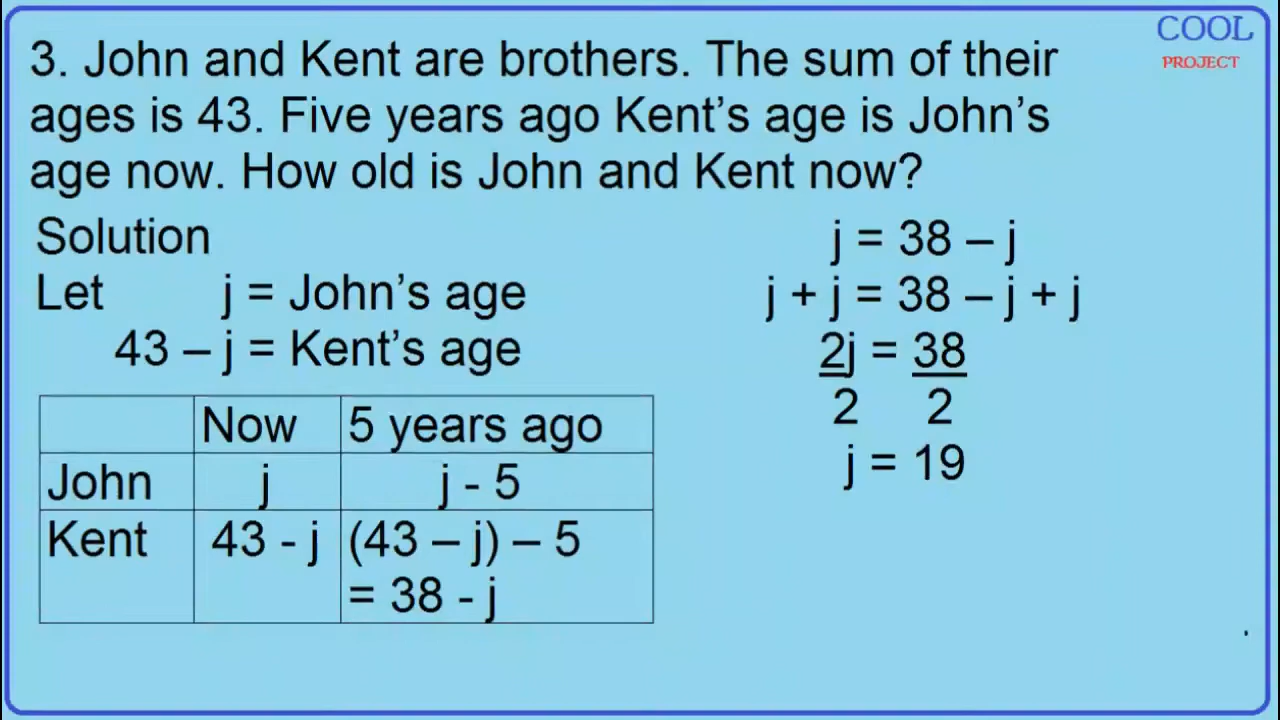 COOL
PROJECT
3. John and Kent are brothers. The sum of their
ages is 43. Five years ago Kent’s age is John’s
age now. How old is John and Kent now?
Solution
Let j = John’s age
43 – j = Kent’s age
Now 5 years ago
John j j - 5
Kent 43 - j (43 – j) – 5
= 38 - j
j = 38 – j
j + j = 38 – j + j
2j = 38
2 2
j = 19